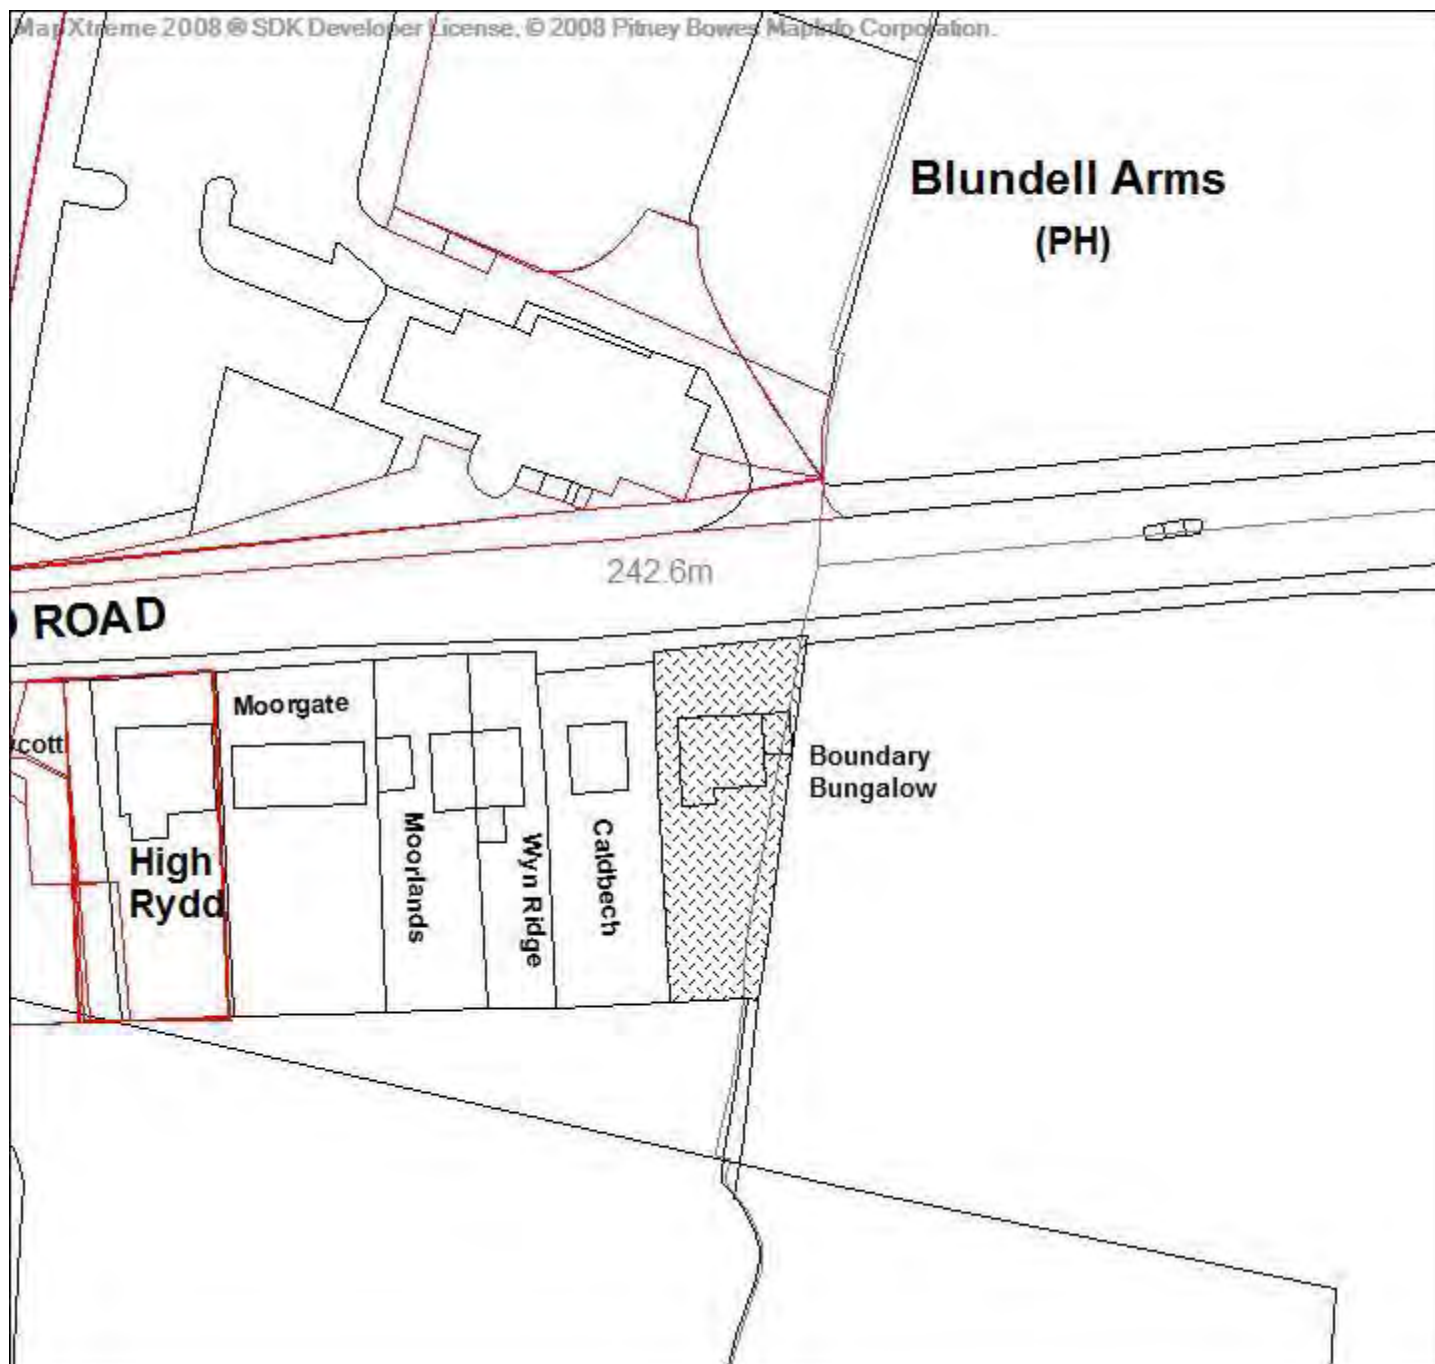 MapXtreme 2008 ® SDK Developer License. © 2008 Pitney Bowes MapInfo Corporation.
Blundell Arms
(PH)
242.6m
ROAD
Moorgate
cott
Boundary
Bungalow
High
Rydd
Moorlands
Wyn Ridge
Caldbech